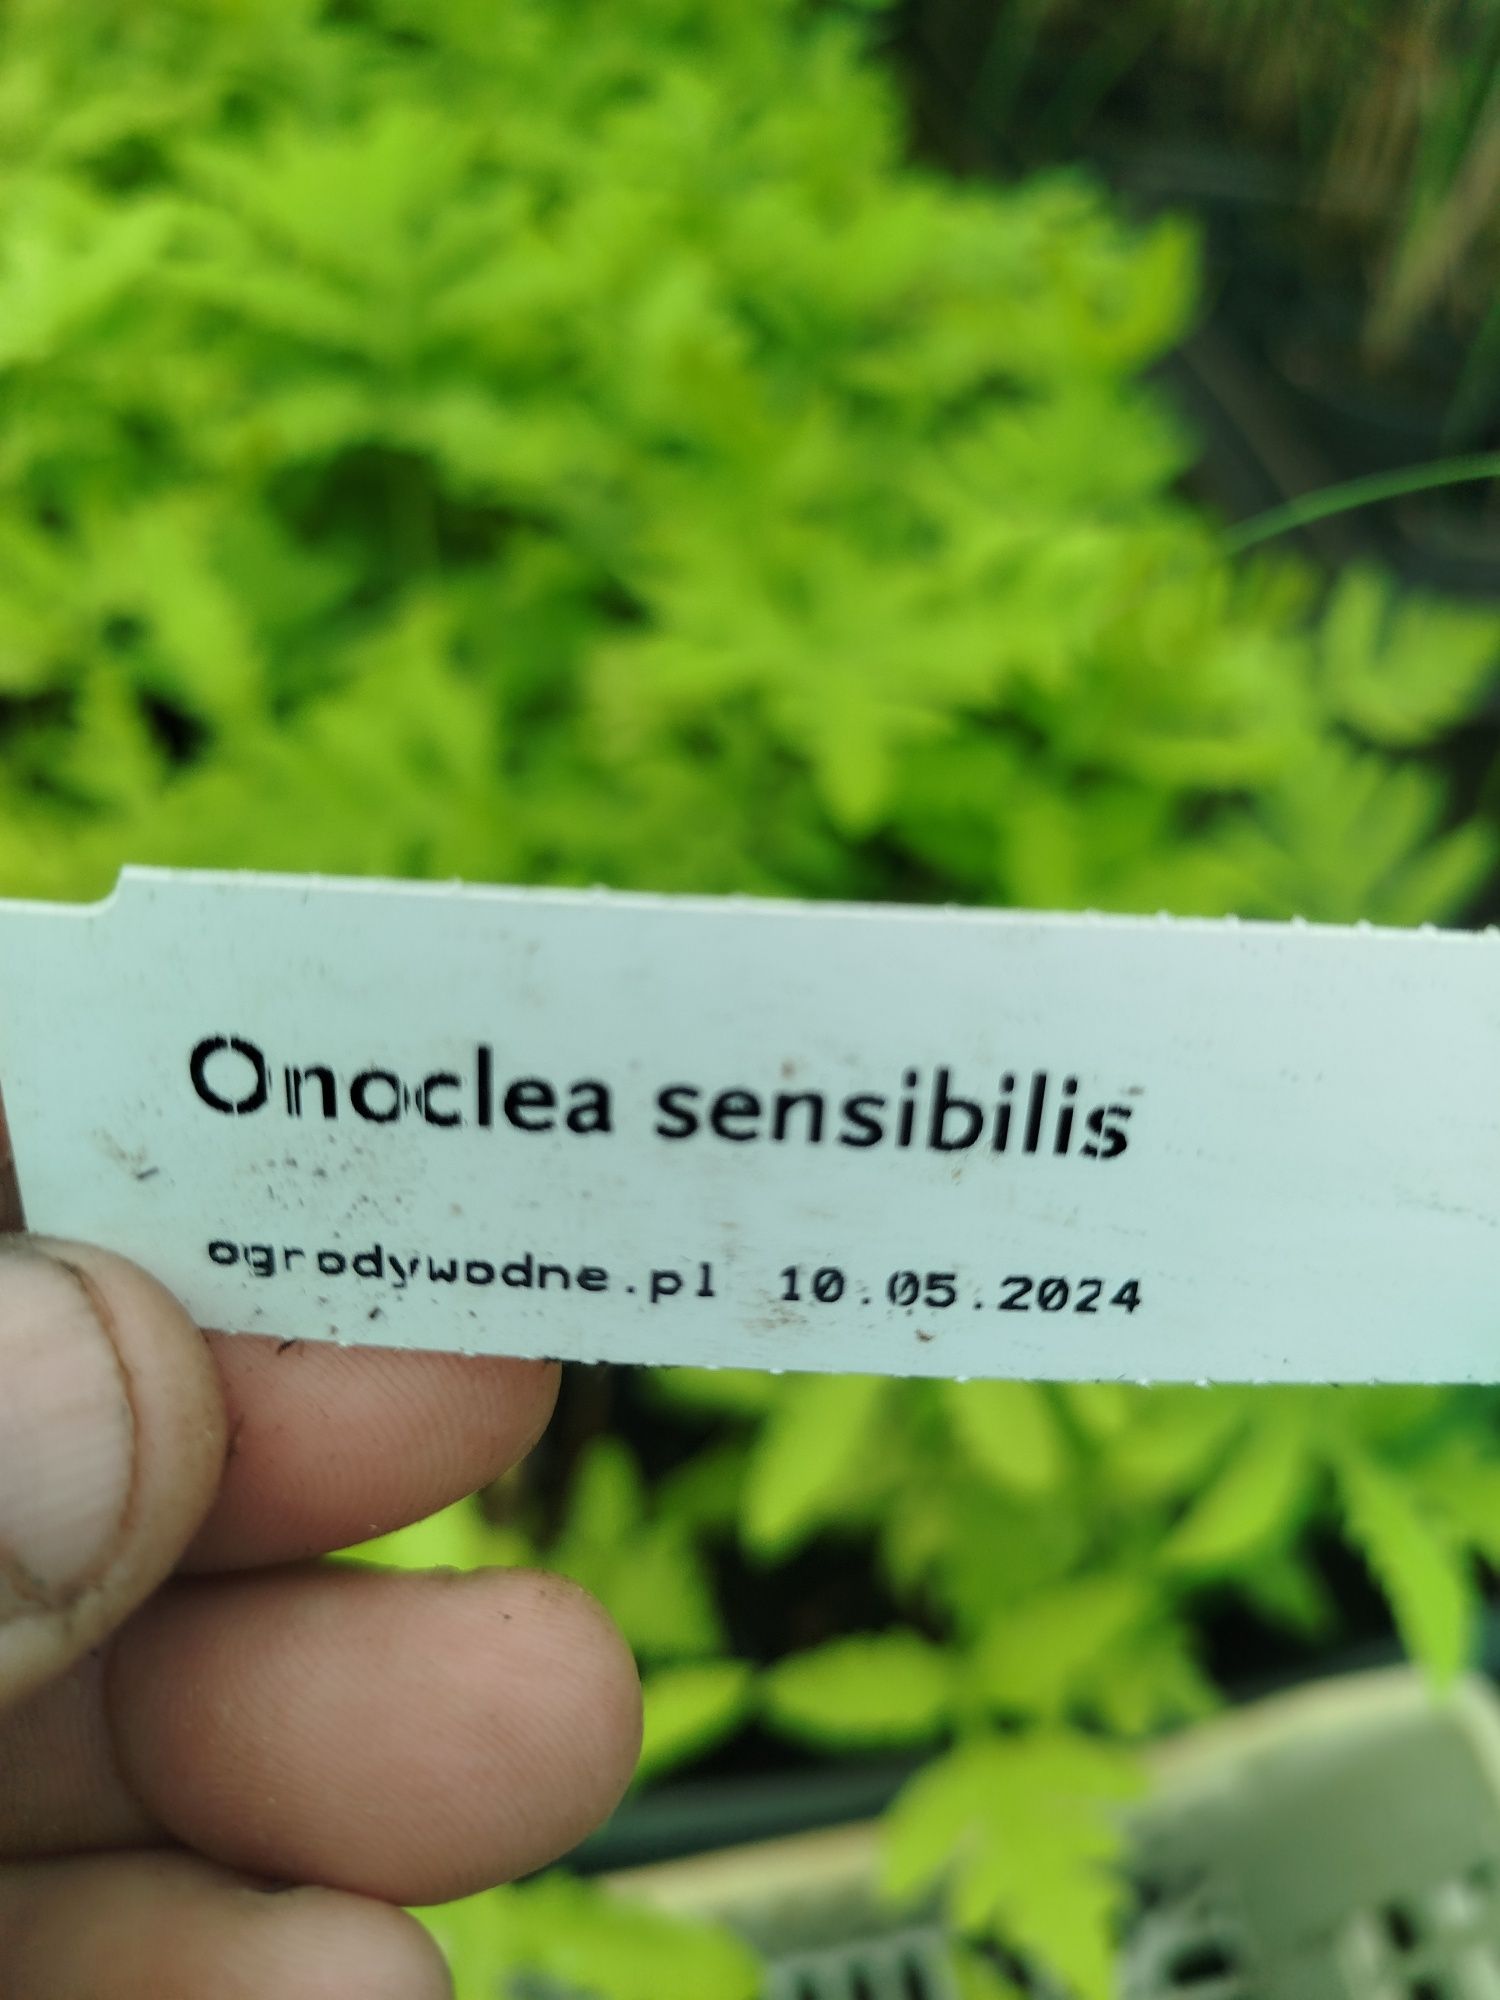 Onoclea sensibilis
ogrodywodne.pl 10.05.2024